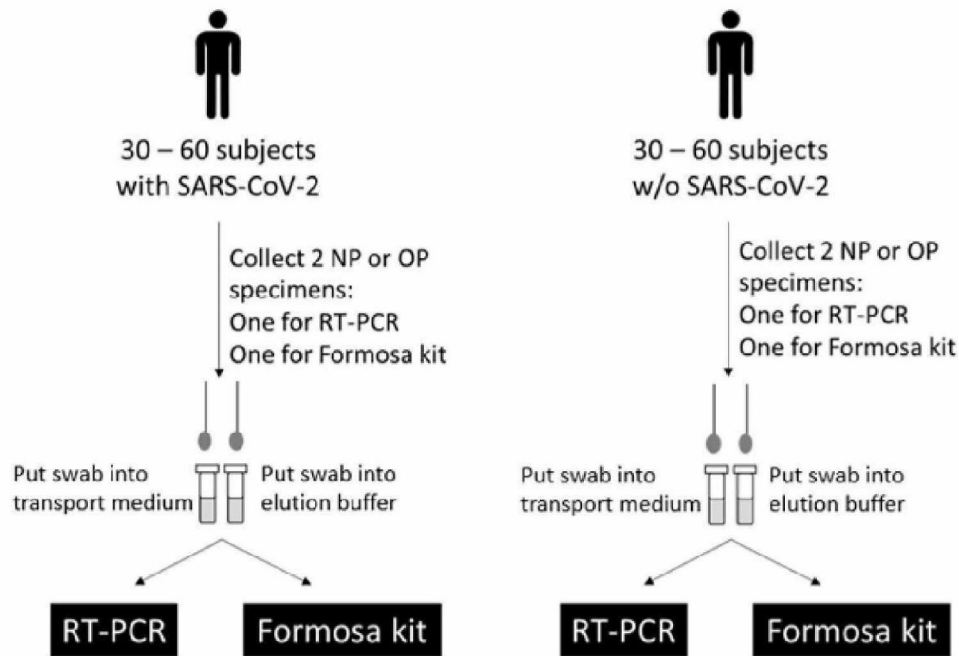 30 – 60 subjects
with SARS-CoV-2
Collect 2 NP or OP
specimens:
One for RT-PCR
One for Formosa kit
Put swab into
transport medium
Put swab into
elution buffer
RT-PCR
Formosa kit
30 – 60 subjects
w/o SARS-CoV-2
Collect 2 NP or OP
specimens:
One for RT-PCR
One for Formosa kit
Put swab into
transport medium
Put swab into
elution buffer
RT-PCR
Formosa kit